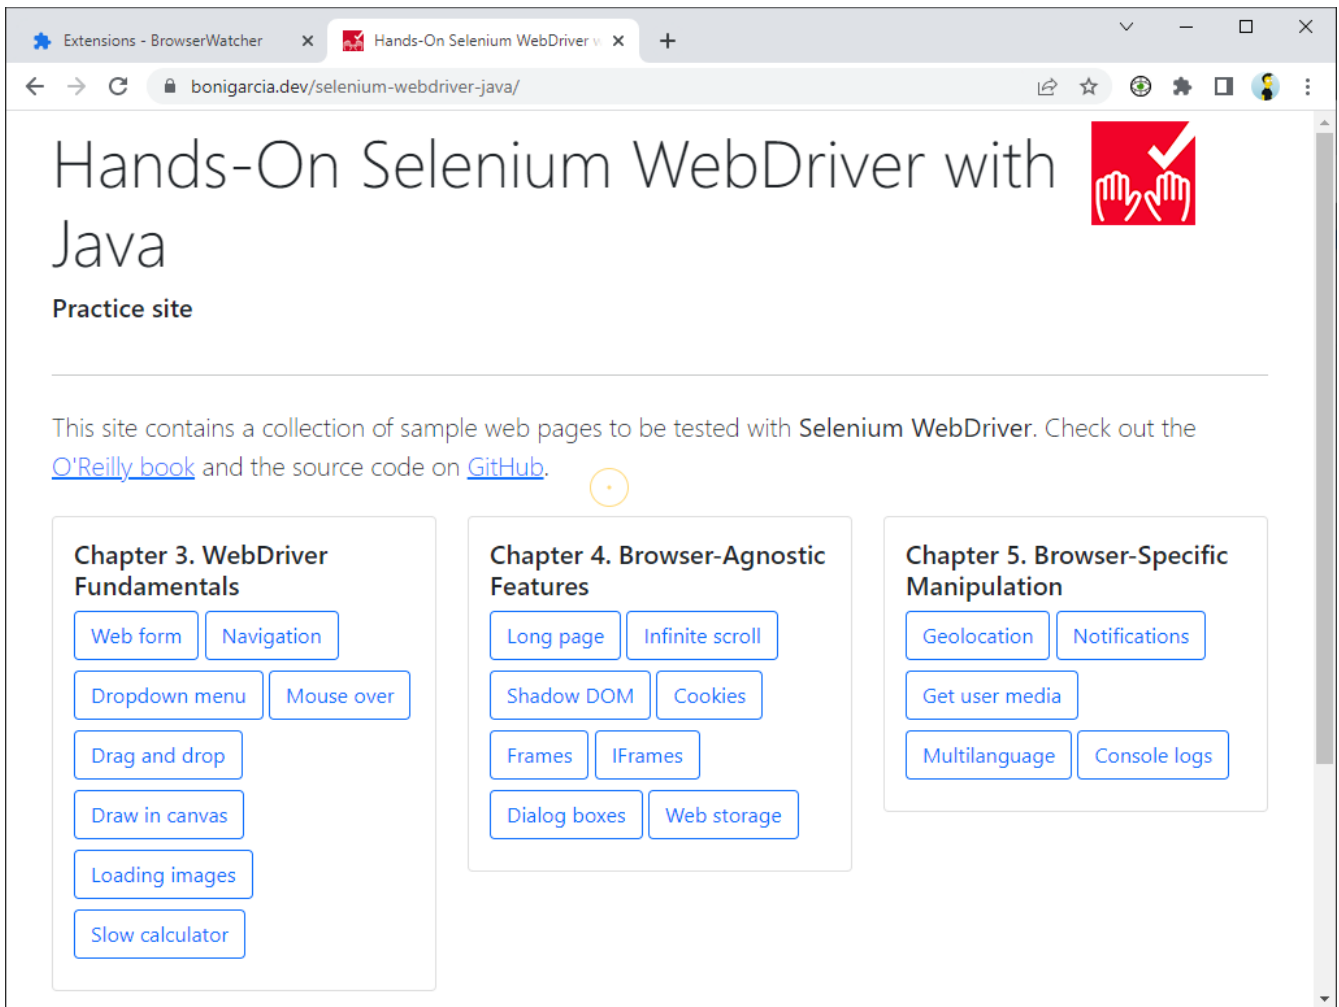 Extensions - BrowserWatcher
Hands-On Selenium WebDriver w
bonigarcia.dev/selenium-webdriver-java/
Hands-On Selenium WebDriver with
Java
Practice site
This site contains a collection of sample web pages to be tested with Selenium WebDriver. Check out the
O'Reilly book and the source code on GitHub.
Chapter 3. WebDriver
Fundamentals
Web form Navigation
Dropdown menu Mouse over
Drag and drop
Draw in canvas
Loading images
Slow calculator
Chapter 4. Browser-Agnostic
Features
Long page Infinite scroll
Shadow DOM Cookies
Frames IFrames
Dialog boxes Web storage
Chapter 5. Browser-Specific
Manipulation
Geolocation Notifications
Get user media
Multilanguage Console logs